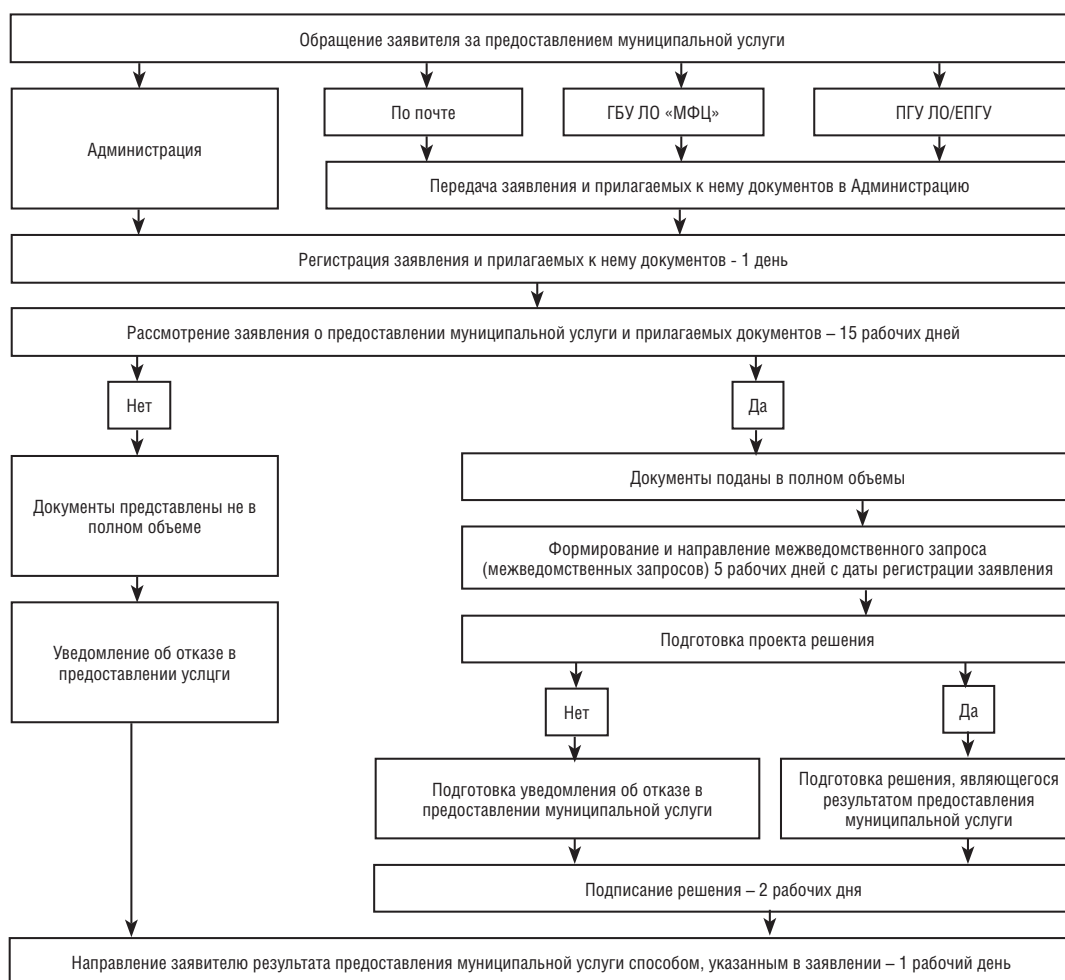 Обращение заявителя за предоставлением муниципальной услуги
Администрация
По почте
ГБУ ЛО «МФЦ»
ПГУ ЛО/ЕПГУ
Передача заявления и прилагаемых к нему документов в Администрацию
Регистрация заявления и прилагаемых к нему документов - 1 день
Рассмотрение заявления о предоставлении муниципальной услуги и прилагаемых документов – 15 рабочих дней
Нет
Да
Документы представлены не в
полном объеме
Документы поданы в полном объемы
Формирование и направление межведомственного запроса
(межведомственных запросов) 5 рабочих дней с даты регистрации заявления
Уведомление об отказе в
предоставлении услцги
Подготовка проекта решения
Нет
Да
Подготовка уведомления об отказе в
предоставлении муниципальной услуги
Подготовка решения, являющегося
результатом предоставления
муниципальной услуги
Подписание решения – 2 рабочих дня
Направление заявителю результата предоставления муниципальной услуги способом, указанным в заявлении – 1 рабочий день